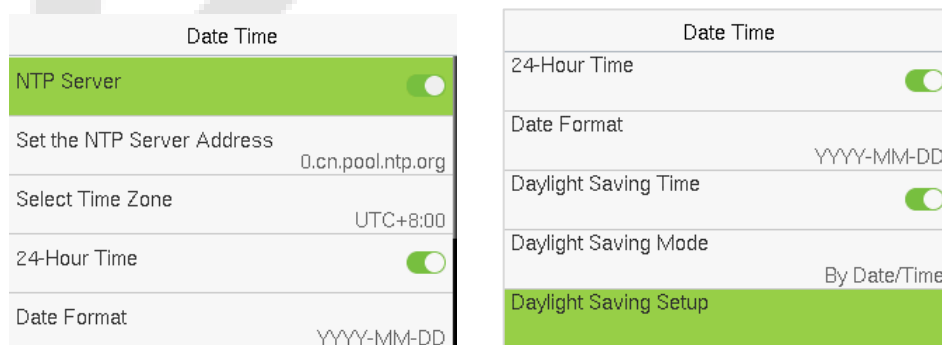 Date Time
NTP Server
Set the NTP Server Address
0.cn.pool.ntp.org
Select Time Zone
UTC+8:00
24-Hour Time
Date Format
YYYY-MM-DD
Date Time
24-Hour Time
Date Format
YYYY-MM-DD
Daylight Saving Time
Daylight Saving Mode
By Date/Time
Daylight Saving Setup